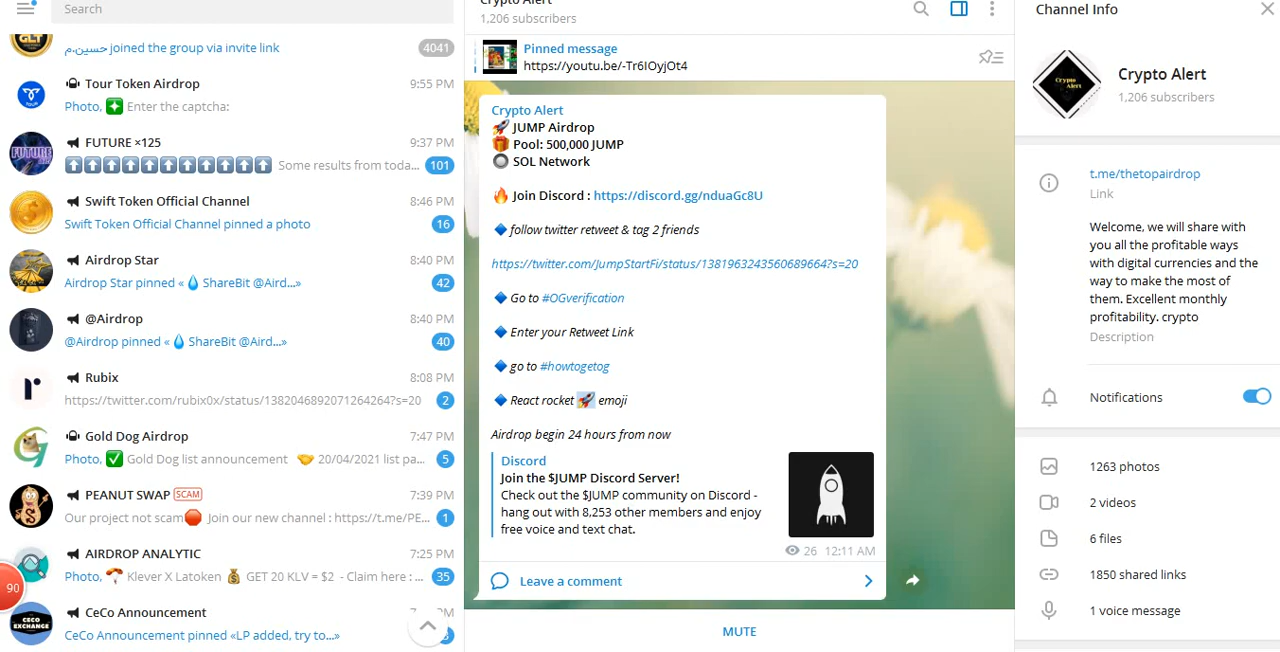 Search
حسین.م joined the group via invite link
4041
Tour Token Airdrop
9:55 PM
Photo, Enter the captcha:
FUTURE ×125
9:37 PM
Some results from toda...
101
Swift Token Official Channel
8:46 PM
Swift Token Official Channel pinned a photo
16
Airdrop Star
8:40 PM
Airdrop Star pinned « 💧 ShareBit @Aird...»
42
@Airdrop
8:40 PM
@Airdrop pinned « 💧 ShareBit @Aird...»
40
Rubix
8:08 PM
https://twitter.com/rubix0x/status/1382046892071264264?s=20
2
Gold Dog Airdrop
7:47 PM
Photo, ✅ Gold Dog list announcement 🤝 20/04/2021 list pa...
5
PEANUT SWAP SCAM
7:39 PM
Our project not scam🛑 Join our new channel : https://t.me/PE...
1
AIRDROP ANALYTIC
7:25 PM
Photo, Klever X Latoken 💰 GET 20 KLV = $2 - Claim here : ...
35
90
CeCo Announcement
CeCo Announcement pinned «LP added, try to...»
Crypto Alert
1,206 subscribers
Pinned message
https://youtu.be/-Tr6IOyjOt4
Crypto Alert
🚀 JUMP Airdrop
🎁 Pool: 500,000 JUMP
🔘 SOL Network
🔥 Join Discord : https://discord.gg/nduaGc8U
🔹 follow twitter retweet & tag 2 friends
https://twitter.com/JumpStartFi/status/1381963243560689664?s=20
🔹 Go to #OGverification
🔹 Enter your Retweet Link
🔹 go to #howtogetog
🔹 React rocket 🚀 emoji
Airdrop begin 24 hours from now
Discord
Join the $JUMP Discord Server!
Check out the $JUMP community on Discord -
hang out with 8,253 other members and enjoy
free voice and text chat.
26 12:11 AM
Leave a comment
MUTE
Channel Info
Crypto Alert
1,206 subscribers
t.me/thetopairdrop
Link
Welcome, we will share with
you all the profitable ways
with digital currencies and the
way to make the most of
them. Excellent monthly
profitability. crypto
Description
Notifications
1263 photos
2 videos
6 files
1850 shared links
1 voice message